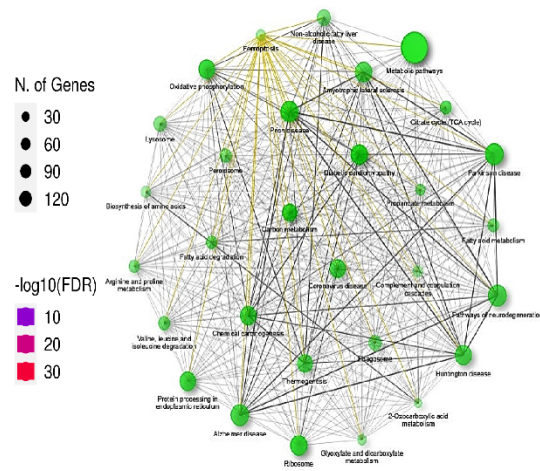 Non-alcoholic fatty liver
disease
Ferroptosis
Metabolic pathways
Oxidative phosphorylation
Amyotrophic lateral sclerosis
N. of Genes
30
60
90
120
Citrate cycle (TCA cycle)
Prion disease
Lysosome
Peroxisome
Diabetic cardiomyopathy
Parkinson disease
Biosynthesis of amino acids
Propanoate metabolism
Carbon metabolism
Fatty acid metabolism
Fatty acid degradation
Arginine and proline
metabolism
Coronavirus disease
Complement and coagulation
cascades
-log10(FDR)
10
20
30
Chemical carcinogenesis
Pathways of neurodegeneration
Valine, leucine and
isoleucine degradation
Phagosome
Thermogenesis
Huntington disease
Protein processing in
endoplasmic reticulum
2-Oxocarboxylic acid
metabolism
Alzheimer disease
Ribosome
Glyoxylate and dicarboxylate
metabolism